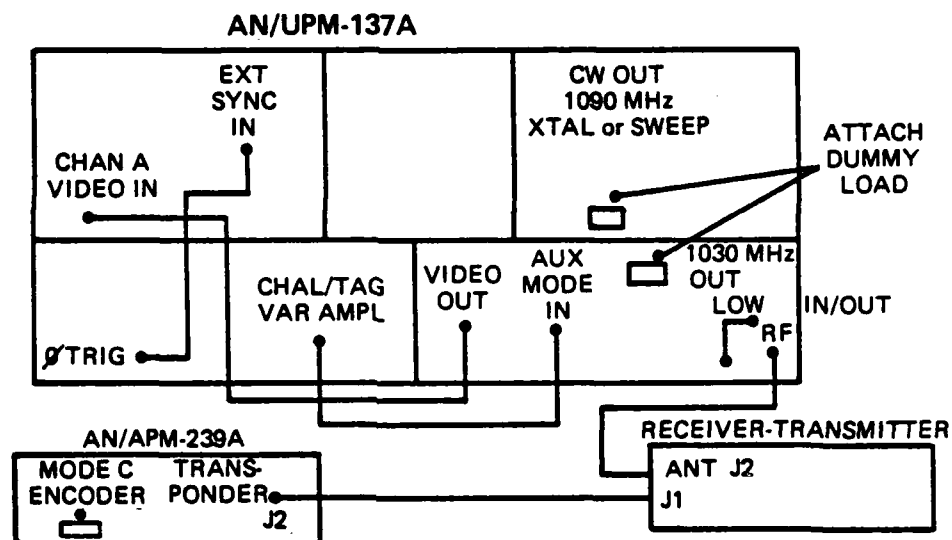 AN/UPM-137A
EXT
SYNC
IN
CHAN A
VIDEO IN
CW OUT
1090 MHz
XTAL or SWEEP
ATTACH
DUMMY
LOAD
CHAL/TAG
VAR AMPL
VIDEO
OUT
AUX
MODE
IN
1030 MHz
OUT
LOW
IN/OUT
RF
∅ TRIG
AN/APM-239A
MODE C
ENCODER
TRANS-
PONDER
J2
RECEIVER-TRANSMITTER
ANT J2
J1